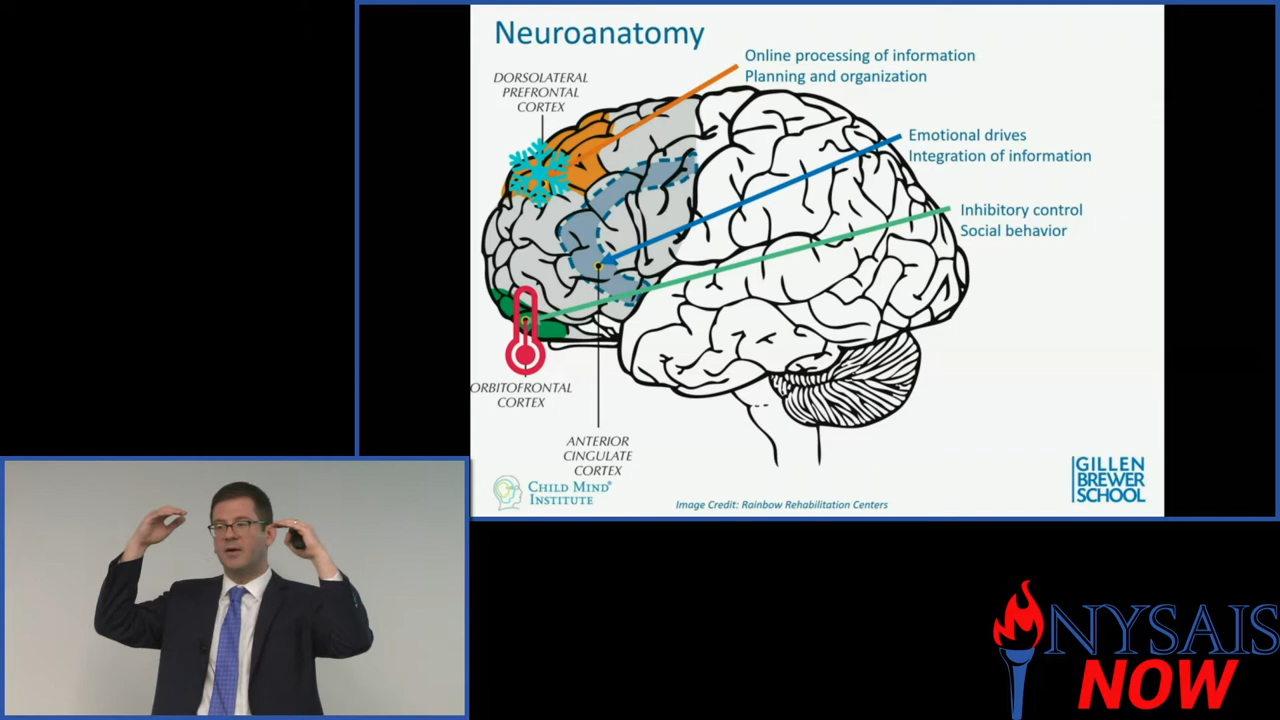 Neuroanatomy
Online processing of information
Planning and organization
DORSOLATERAL
PREFRONTAL
CORTEX
Emotional drives
Integration of information
Inhibitory control
Social behavior
ORBITOFRONTAL
CORTEX
ANTERIOR
CINGULATE
CORTEX
CHILD MIND®
INSTITUTE
Image Credit: Rainbow Rehabilitation Centers
GILLEN
BREWER
SCHOOL
NYSAIS
NOW